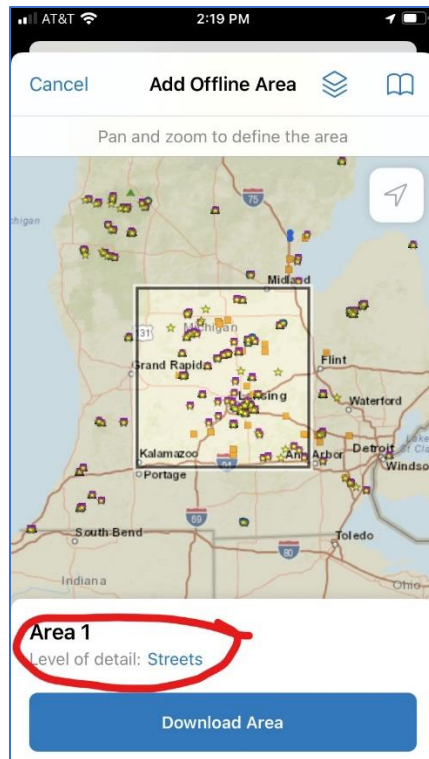 AT&T 2:19 PM
Cancel Add Offline Area
Pan and zoom to define the area
75
Midland
Michigan
131
Grand Rapids
Flint
Lansing
Waterford
Kalamazoo
Ann Arbor
Detroit
Windso
Portage
69
South Bend
Toledo
80
Indiana
Ohio
Area 1
Level of detail: Streets
Download Area